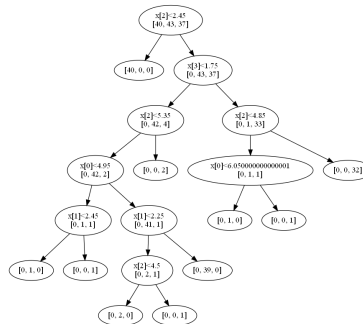 x[2]<2.45
[40, 43, 37]
[40, 0, 0]
x[3]<1.75
[0, 43, 37]
x[2]<5.35
[0, 42, 4]
x[2]<4.85
[0, 1, 33]
x[0]<4.95
[0, 42, 2]
[0, 0, 2]
x[0]<6.050000000000001
[0, 1, 1]
[0, 0, 32]
x[1]<2.45
[0, 1, 1]
x[1]<2.25
[0, 41, 1]
[0, 1, 0]
[0, 0, 1]
[0, 1, 0]
[0, 0, 1]
x[2]<4.5
[0, 2, 1]
[0, 39, 0]
[0, 2, 0]
[0, 0, 1]